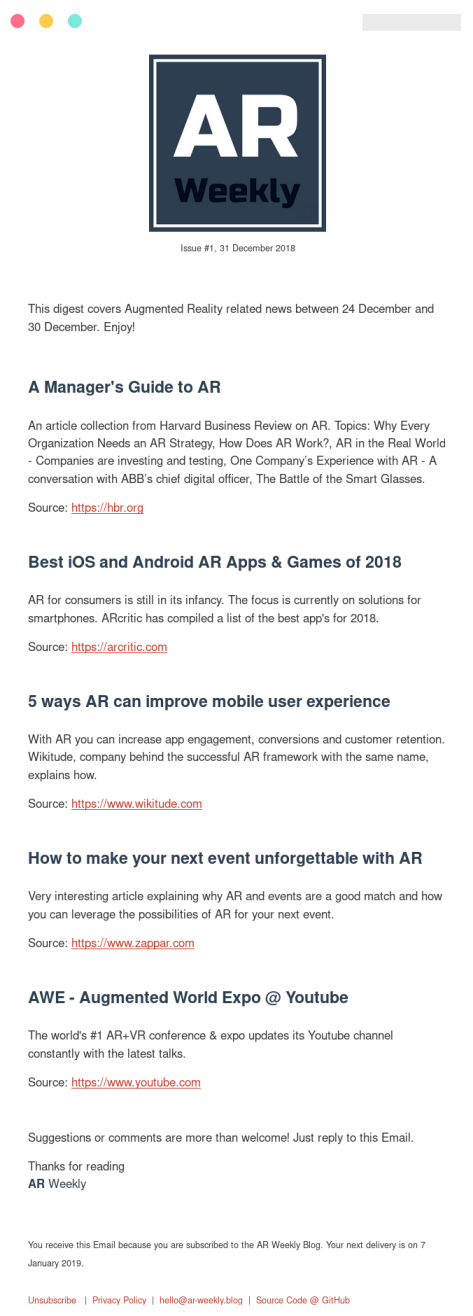 AR
Weekly
Issue #1, 31 December 2018
This digest covers Augmented Reality related news between 24 December and
30 December. Enjoy!
A Manager's Guide to AR
An article collection from Harvard Business Review on AR. Topics: Why Every
Organization Needs an AR Strategy, How Does AR Work?, AR in the Real World
- Companies are investing and testing, One Company's Experience with AR - A
conversation with ABB's chief digital officer, The Battle of the Smart Glasses.
Source: https://hbr.org
Best iOS and Android AR Apps & Games of 2018
AR for consumers is still in its infancy. The focus is currently on solutions for
smartphones. ARcritic has compiled a list of the best app's for 2018.
Source: https://arcritic.com
5 ways AR can improve mobile user experience
With AR you can increase app engagement, conversions and customer retention.
Wikitude, company behind the successful AR framework with the same name,
explains how.
Source: https://www.wikitude.com
How to make your next event unforgettable with AR
Very interesting article explaining why AR and events are a good match and how
you can leverage the possibilities of AR for your next event.
Source: https://www.zappar.com
AWE - Augmented World Expo @ Youtube
The world's #1 AR+VR conference & expo updates its Youtube channel
constantly with the latest talks.
Source: https://www.youtube.com
Suggestions or comments are more than welcome! Just reply to this Email.
Thanks for reading
AR Weekly
You receive this Email because you are subscribed to the AR Weekly Blog. Your next delivery is on 7
January 2019.
Unsubscribe | Privacy Policy | hello@ar-weekly.blog | Source Code @ GitHub